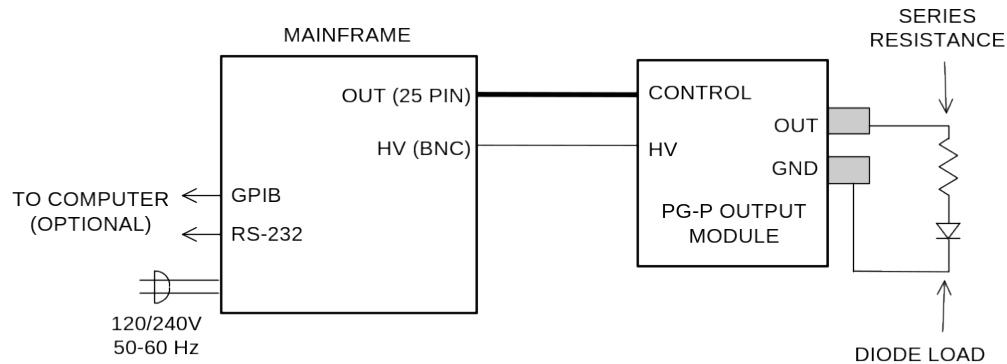 SERIES
RESISTANCE
MAINFRAME
OUT (25 PIN)
CONTROL
OUT
HV (BNC)
HV
GND
TO COMPUTER
(OPTIONAL)
GPIB
RS-232
PG-P OUTPUT
MODULE
120/240V
50-60 Hz
DIODE LOAD